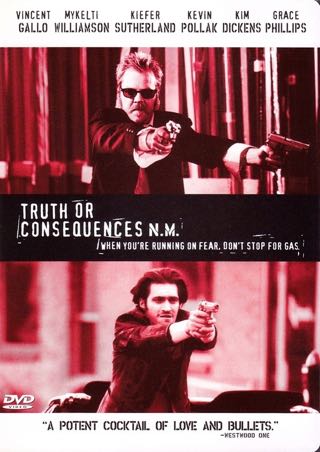 VINCENT MYKELTI KIEFER KEVIN KIM GRACE
GALLO WILLIAMSON SUTHERLAND POLLAK DICKENS PHILLIPS
TRUTH OR
CONSEQUENCES N.M.
WHEN YOU'RE RUNNING ON FEAR, DON'T STOP FOR GAS.
DVD
VIDEO
"A POTENT COCKTAIL OF LOVE AND BULLETS."
–WESTWOOD ONE